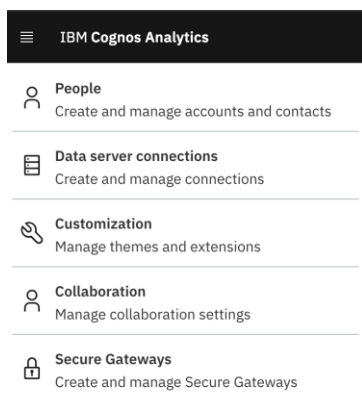 IBM Cognos Analytics
People
Create and manage accounts and contacts
Data server connections
Create and manage connections
Customization
Manage themes and extensions
Collaboration
Manage collaboration settings
Secure Gateways
Create and manage Secure Gateways